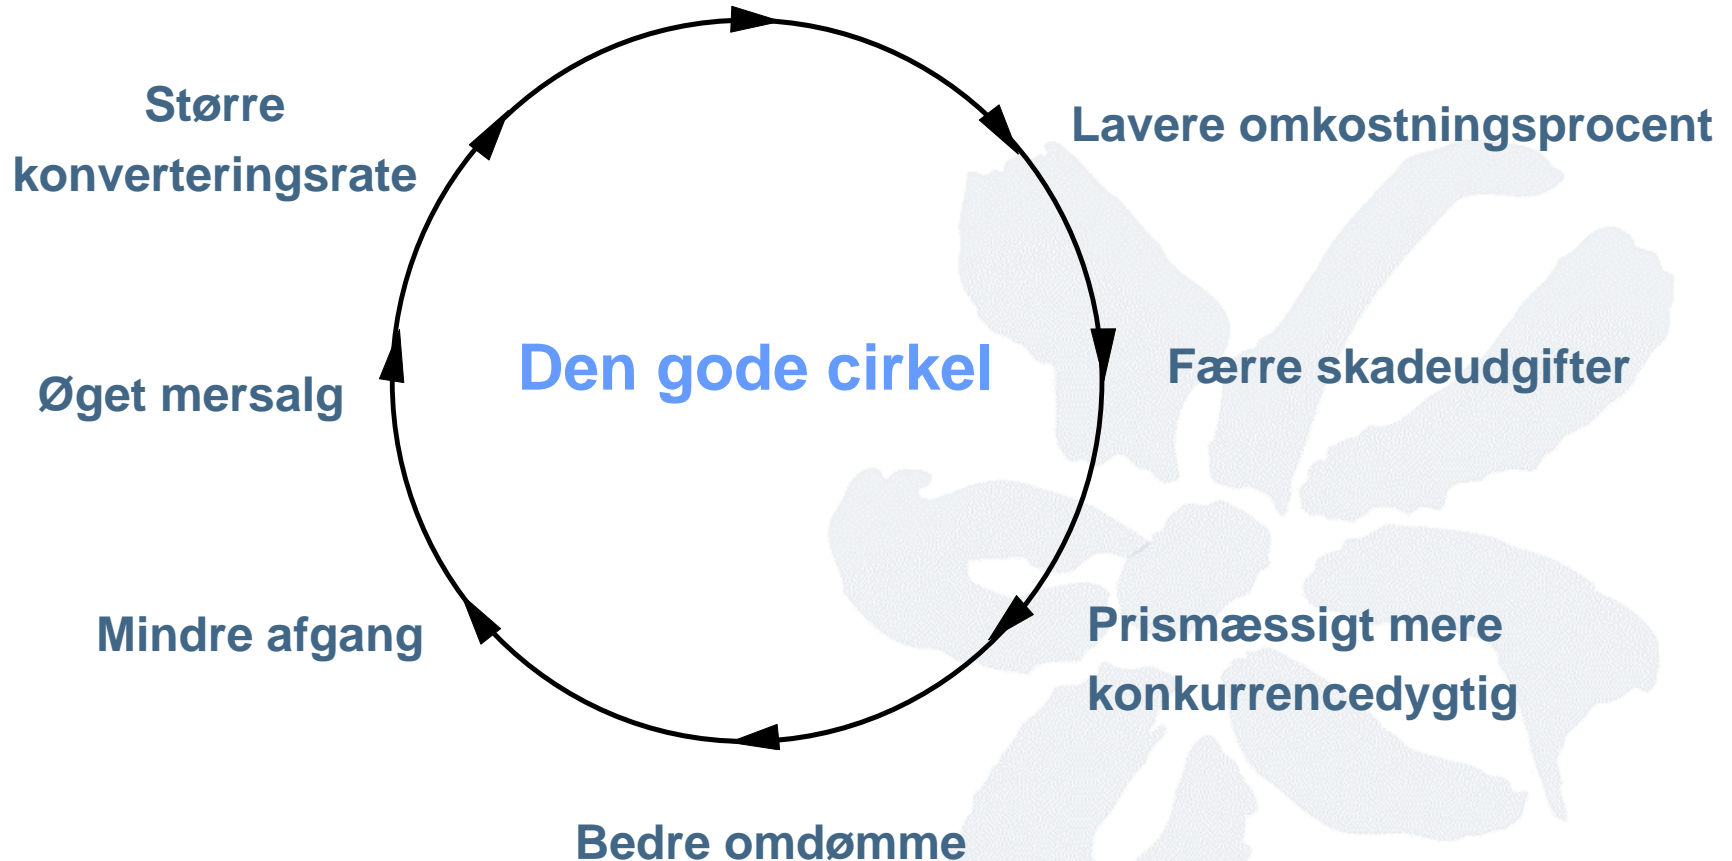 Større
konverteringsrate
Lavere omkostningsprocent
Den gode cirkel
Færre skadeudgifter
Øget mersalg
Mindre afgang
Prismæssigt mere
konkurrencedygtig
Bedre omdømme